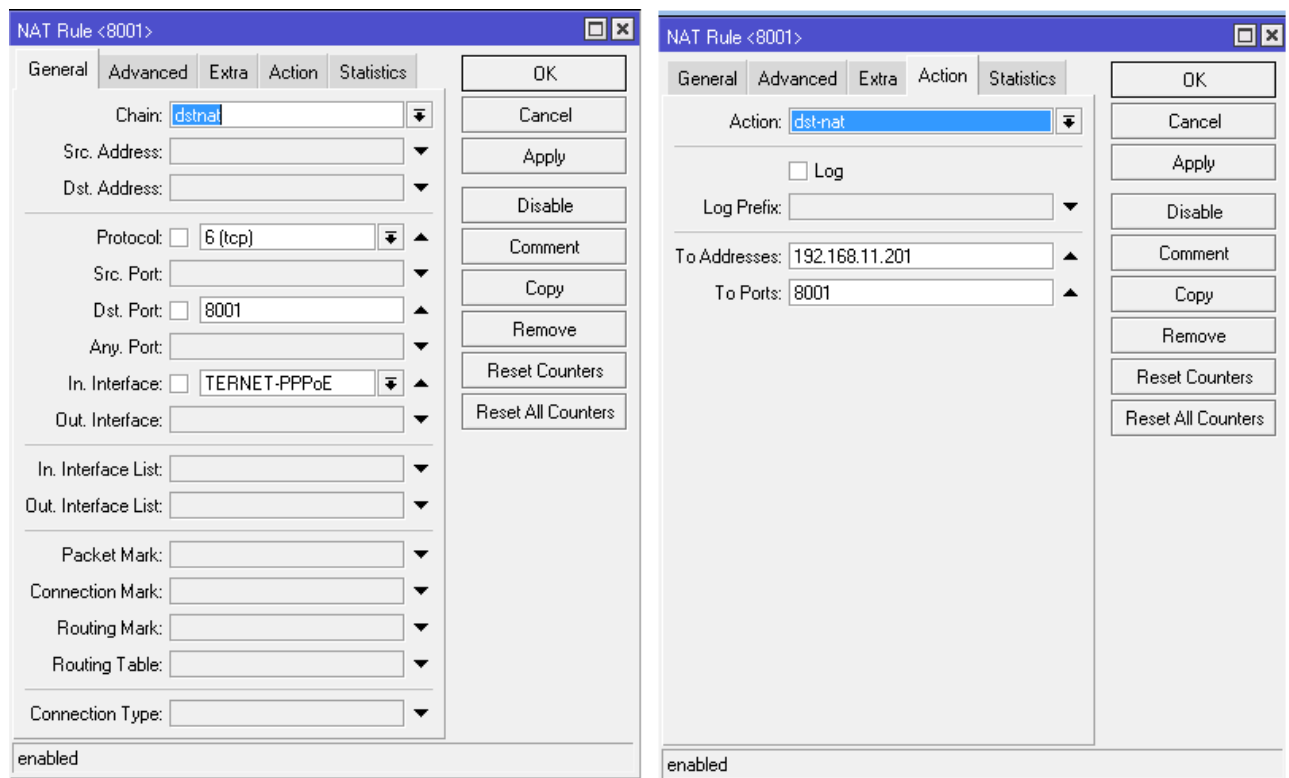 NAT Rule <8001>
General Advanced Extra Action Statistics
Chain: dstnat
Src. Address:
Dst. Address:
Protocol: 6 (tcp)
Src. Port:
Dst. Port: 8001
Any. Port:
In. Interface: TERNET-PPPoE
Out. Interface:
In. Interface List:
Out. Interface List:
Packet Mark:
Connection Mark:
Routing Mark:
Routing Table:
Connection Type:
OK
Cancel
Apply
Disable
Comment
Copy
Remove
Reset Counters
Reset All Counters
enabled
NAT Rule <8001>
General Advanced Extra Action Statistics
Action: dst-nat
Log
Log Prefix:
To Addresses: 192.168.11.201
To Ports: 8001
OK
Cancel
Apply
Disable
Comment
Copy
Remove
Reset Counters
Reset All Counters
enabled